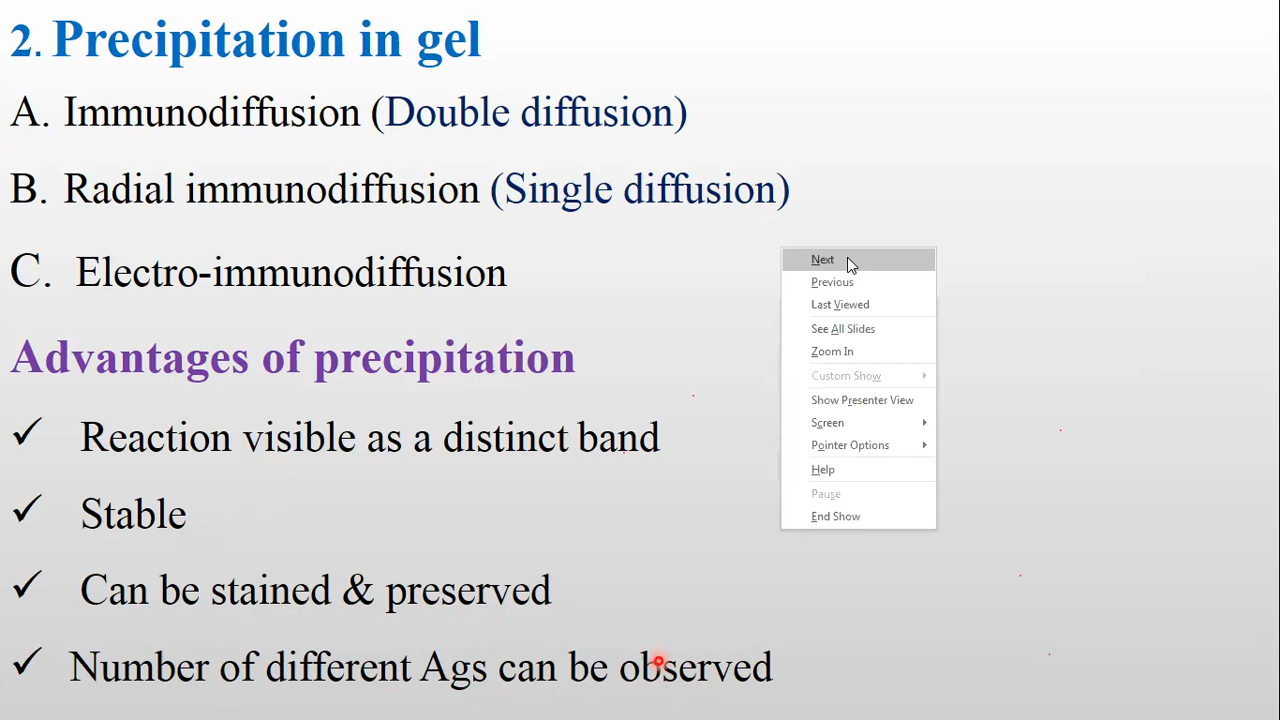 2. Precipitation in gel
A. Immunodiffusion (Double diffusion)
B. Radial immunodiffusion (Single diffusion)
C. Electro-immunodiffusion
Advantages of precipitation
✓ Reaction visible as a distinct band
✓ Stable
✓ Can be stained & preserved
✓ Number of different Ags can be observed
Next
Previous
Last Viewed
See All Slides
Zoom In
Custom Show
Show Presenter View
Screen
Pointer Options
Help
Pause
End Show